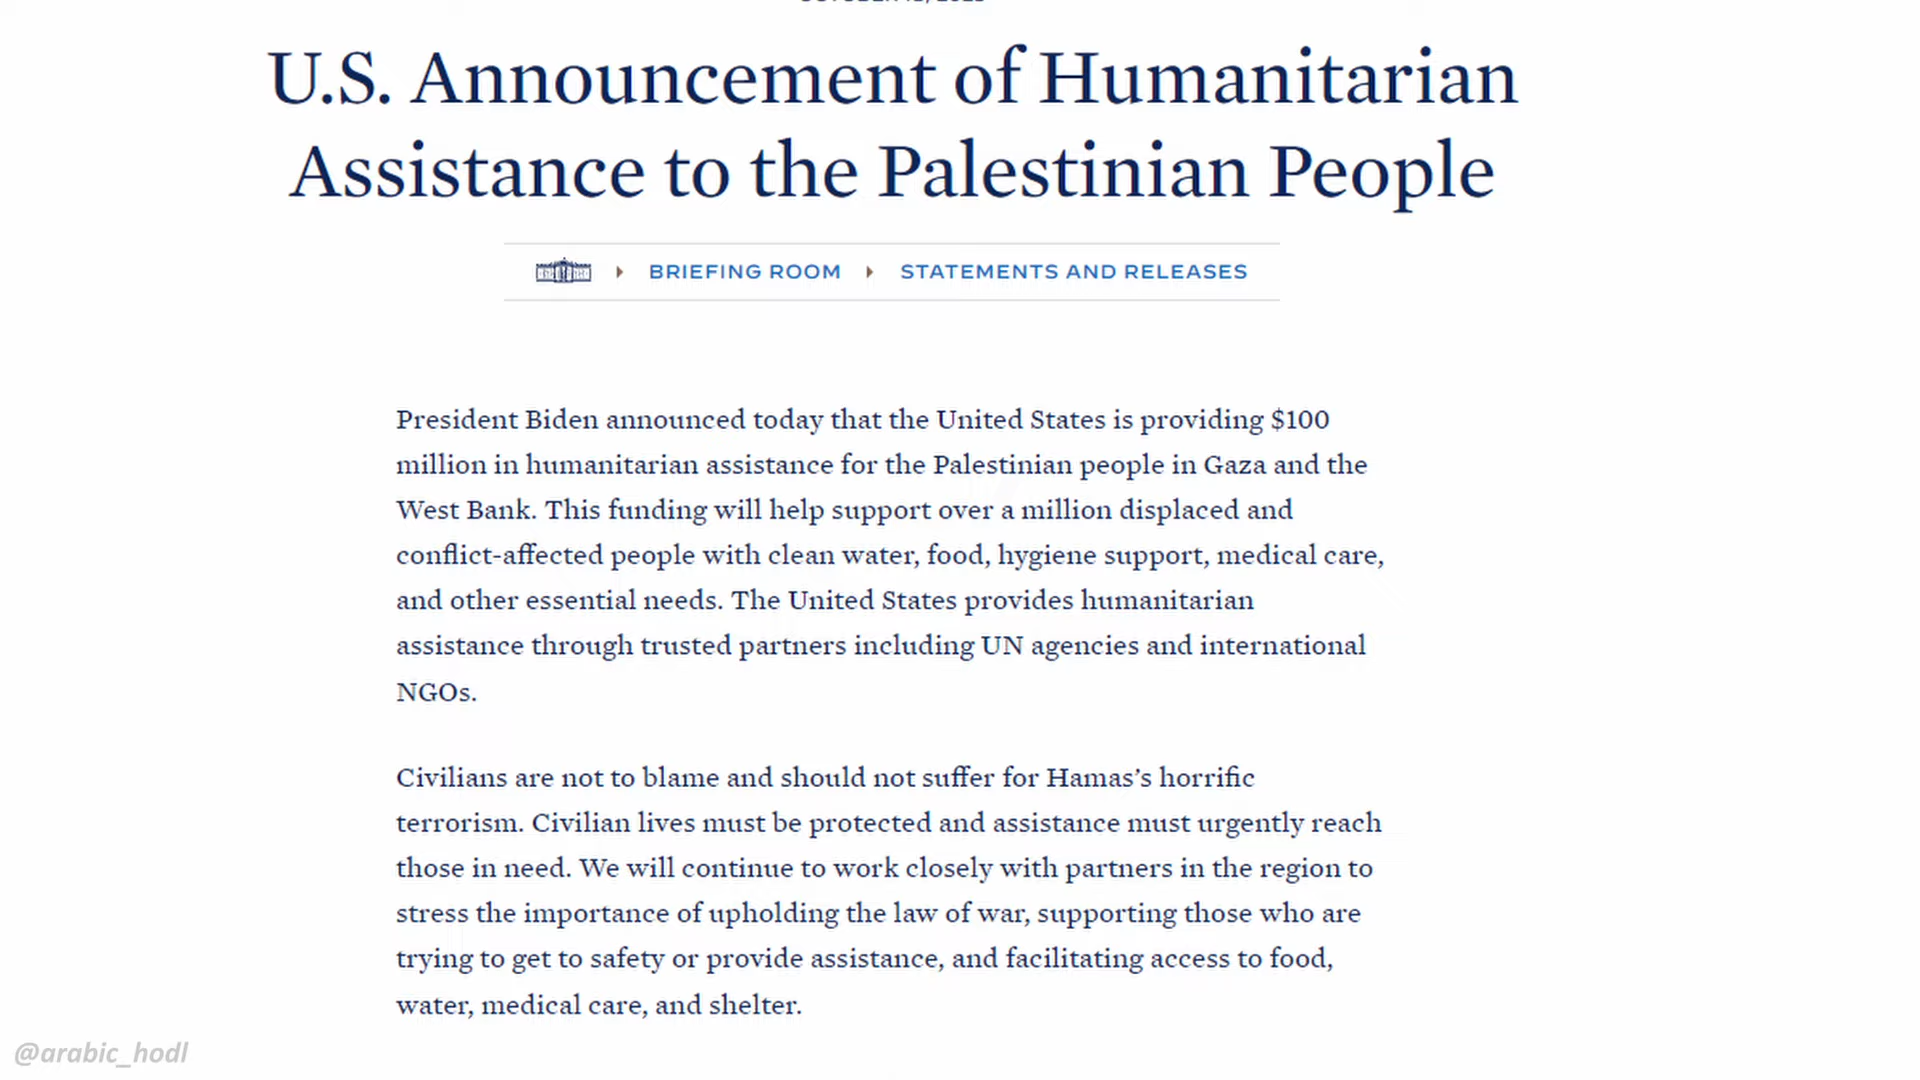 U.S. Announcement of Humanitarian
Assistance to the Palestinian People
BRIEFING ROOM
STATEMENTS AND RELEASES
President Biden announced today that the United States is providing $100
million in humanitarian assistance for the Palestinian people in Gaza and the
West Bank. This funding will help support over a million displaced and
conflict-affected people with clean water, food, hygiene support, medical care,
and other essential needs. The United States provides humanitarian
assistance through trusted partners including UN agencies and international
NGOs.
Civilians are not to blame and should not suffer for Hamas’s horrific
terrorism. Civilian lives must be protected and assistance must urgently reach
those in need. We will continue to work closely with partners in the region to
stress the importance of upholding the law of war, supporting those who are
trying to get to safety or provide assistance, and facilitating access to food,
water, medical care, and shelter.
@arabic_hodl